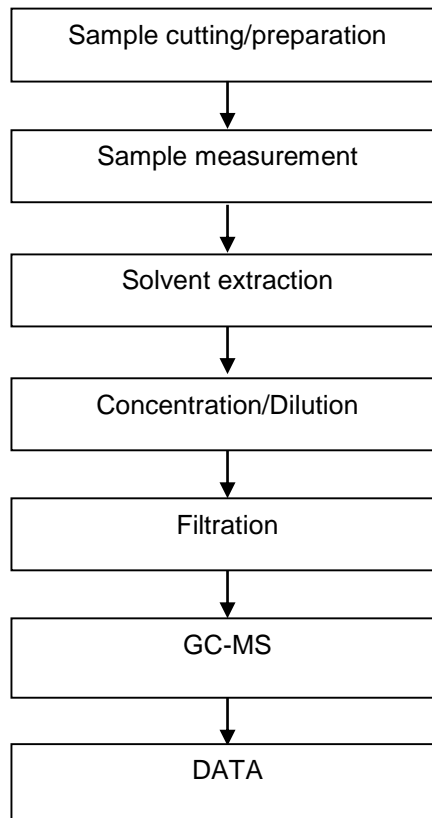 Sample cutting/preparation
Sample measurement
Solvent extraction
Concentration/Dilution
Filtration
GC-MS
DATA